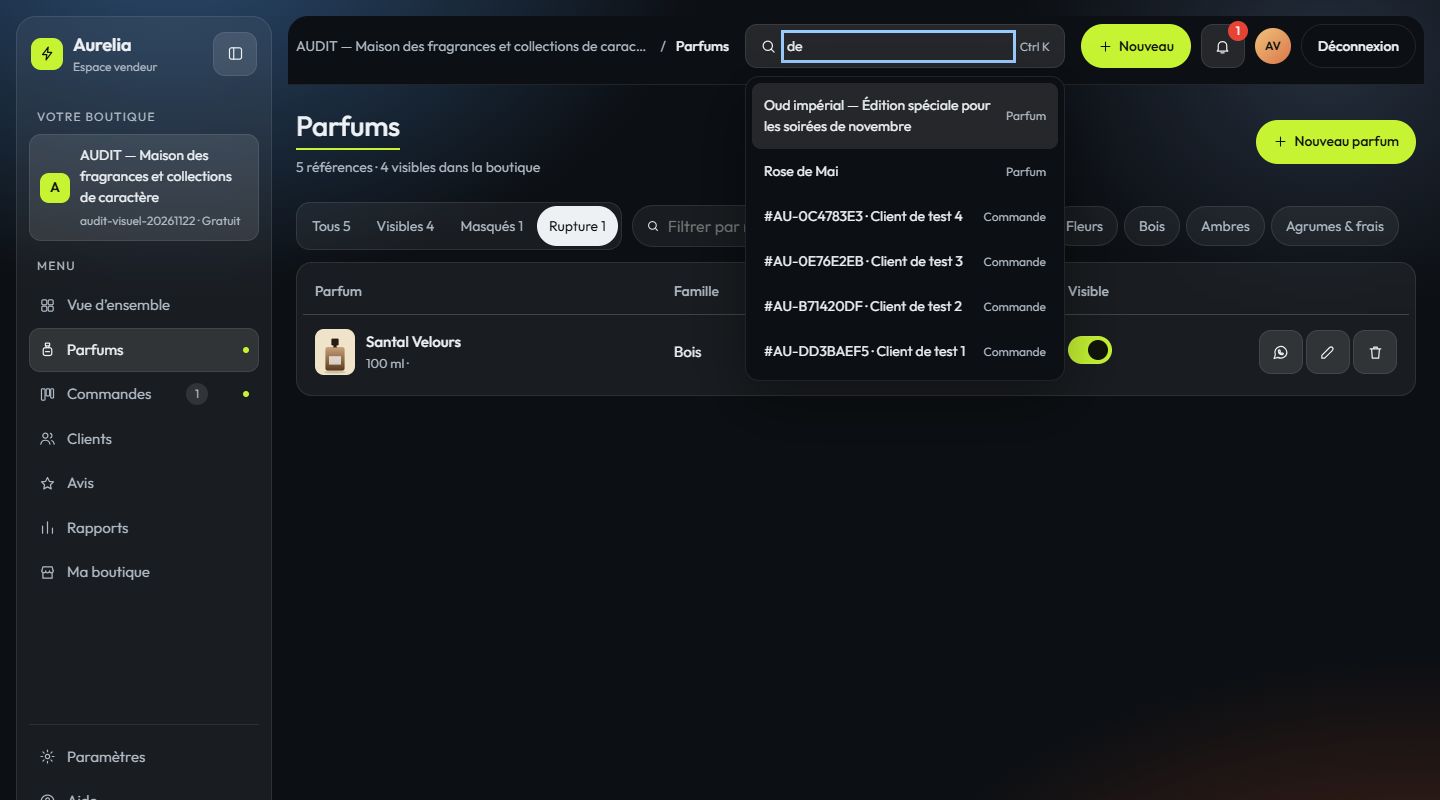 Aurelia
Espace vendeur
VOTRE BOUTIQUE
A
AUDIT — Maison des
fragrances et collections
de caractère
audit-visuel-20261122 · Gratuit
MENU
Vue d'ensemble
Parfums
Commandes 1
Clients
Avis
Rapports
Ma boutique
Paramètres
Aide
AUDIT — Maison des fragrances et collections de carac... / Parfums
de Ctrl K
+ Nouveau
1
AV
Déconnexion
Parfums
5 références · 4 visibles dans la boutique
+ Nouveau parfum
Tous 5 Visibles 4 Masqués 1 Rupture 1
Filtrer par
Fleurs Bois Ambres Agrumes & frais
Oud impérial — Édition spéciale pour
les soirées de novembre Parfum
Rose de Mai Parfum
#AU-0C4783E3 · Client de test 4 Commande
#AU-0E76E2EB · Client de test 3 Commande
#AU-B71420DF · Client de test 2 Commande
#AU-DD3BAEF5 · Client de test 1 Commande
Parfum Famille Visible
Santal Velours
100 ml ·
Bois